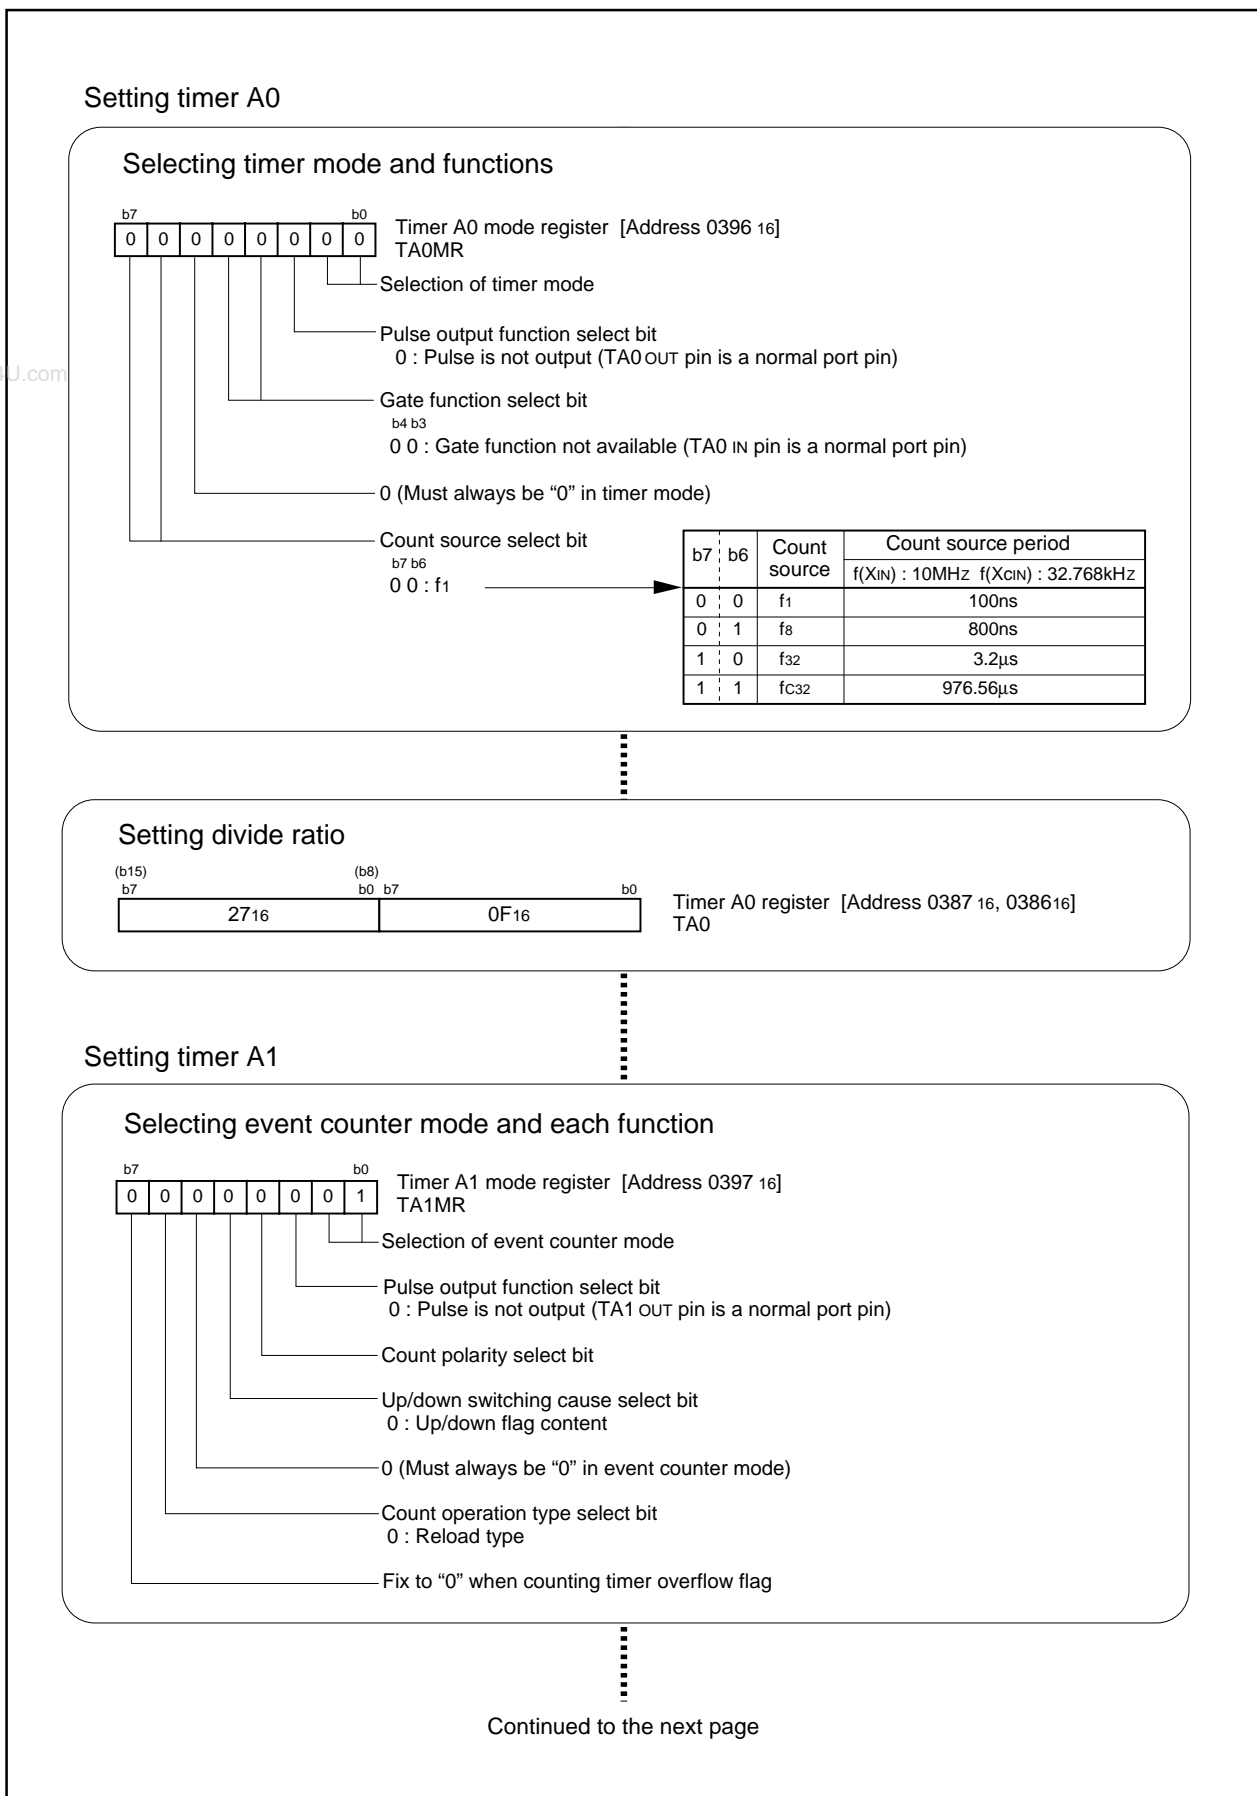 Setting timer A0
Selecting timer mode and functions
b7 b0
0 0 0 0 0 0 0 0
Timer A0 mode register [Address 0396 16]
TA0MR
Selection of timer mode
Pulse output function select bit
0 : Pulse is not output (TA0 OUT pin is a normal port pin)
4U.com
Gate function select bit
b4 b3
0 0 : Gate function not available (TA0 IN pin is a normal port pin)
0 (Must always be “0” in timer mode)
Count source select bit
b7 b6
0 0 : f1
b7 b6 Count source Count source period
f(XIN) : 10MHZ f(XCIN) : 32.768kHZ
0 0 f1 100ns
0 1 f8 800ns
1 0 f32 3.2μs
1 1 fC32 976.56μs
Setting divide ratio
(b15) (b8)
b7 b0 b7 b0
2716 0F16
Timer A0 register [Address 0387 16, 038616]
TA0
Setting timer A1
Selecting event counter mode and each function
b7 b0
0 0 0 0 0 0 0 1
Timer A1 mode register [Address 0397 16]
TA1MR
Selection of event counter mode
Pulse output function select bit
0 : Pulse is not output (TA1 OUT pin is a normal port pin)
Count polarity select bit
Up/down switching cause select bit
0 : Up/down flag content
0 (Must always be “0” in event counter mode)
Count operation type select bit
0 : Reload type
Fix to “0” when counting timer overflow flag
Continued to the next page